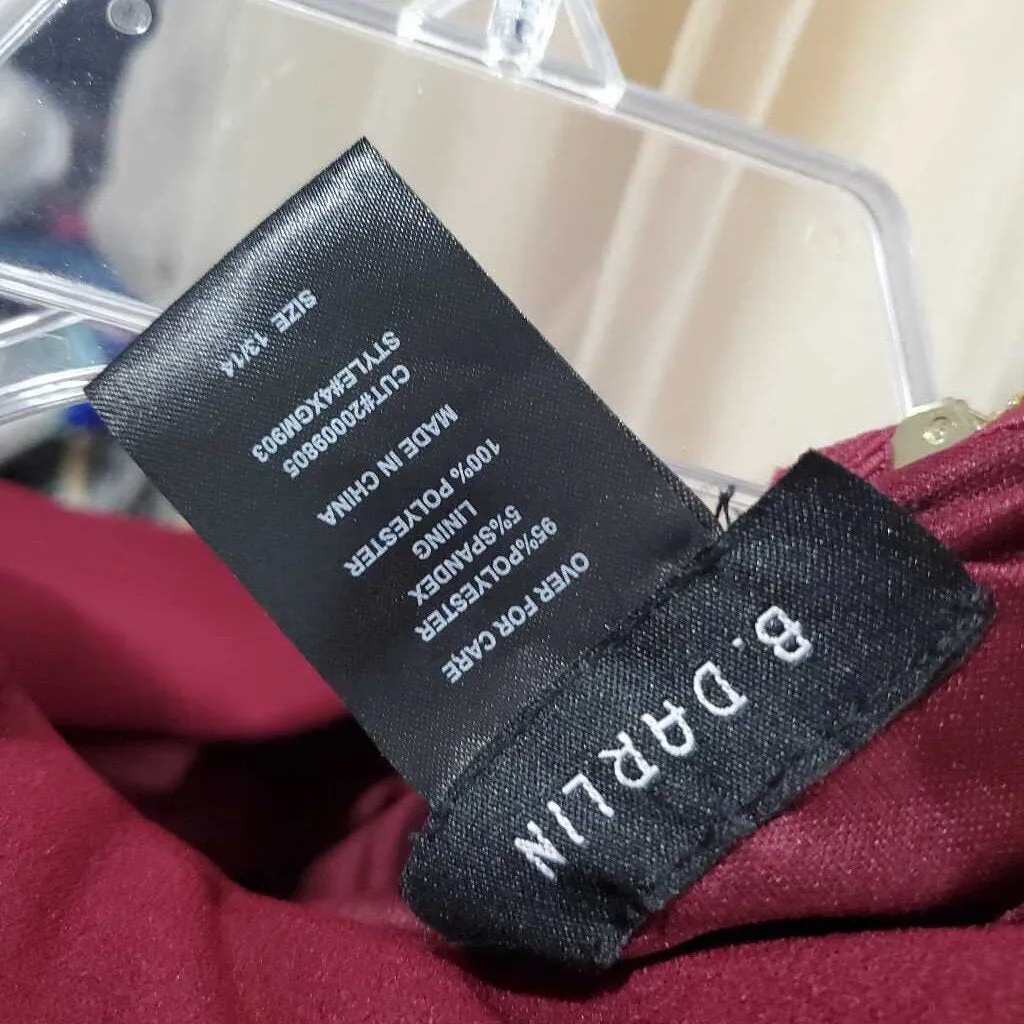 B. DARLIN
OVER FOR CARE
95%POLYESTER
5%SPANDEX
LINING
100% POLYESTER
MADE IN CHINA
CUT#20009805
STYLE#4XGM903
SIZE 13/14